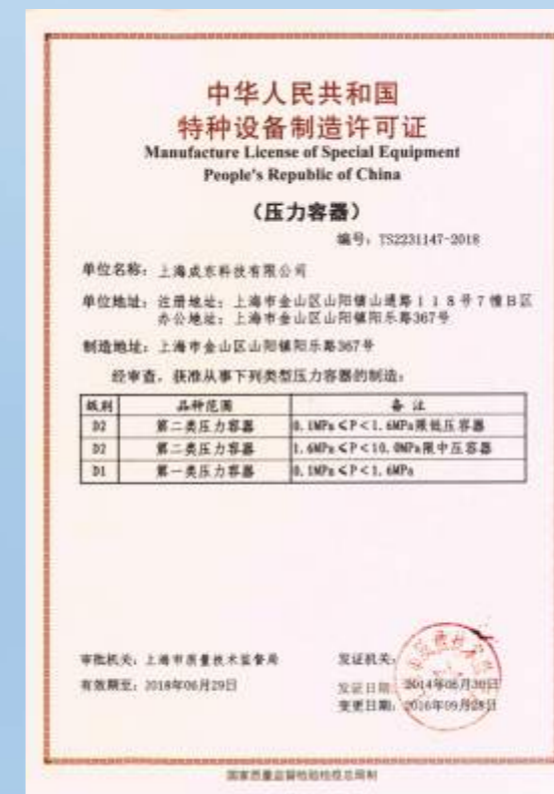 中华人民共和国
特种设备制造许可证
Manufacture License of Special Equipment
People's Republic of China
（压力容器）
编号：TS2231147-2018
单位名称：上海成东科技有限公司
单位地址：注册地址：上海市金山区山阳镇山通路118号7幢B区
办公地址：上海市金山区山阳镇阳乐路367号
制造地址：上海市金山区山阳镇阳乐路367号
经审查，获准从事下列类型压力容器的制造：
级别 品种范围 备注
D2 第二类压力容器 0.1MPa≤P<1.6MPa限低压容器
D2 第二类压力容器 1.6MPa≤P<10.0MPa限中压容器
D1 第一类压力容器 0.1MPa≤P<1.6MPa
审批机关：上海市质量技术监督局 发证机关：
有效期至：2018年06月29日 发证日期：2014年06月30日
变更日期：2016年09月28日
国家质量监督检验检疫总局制